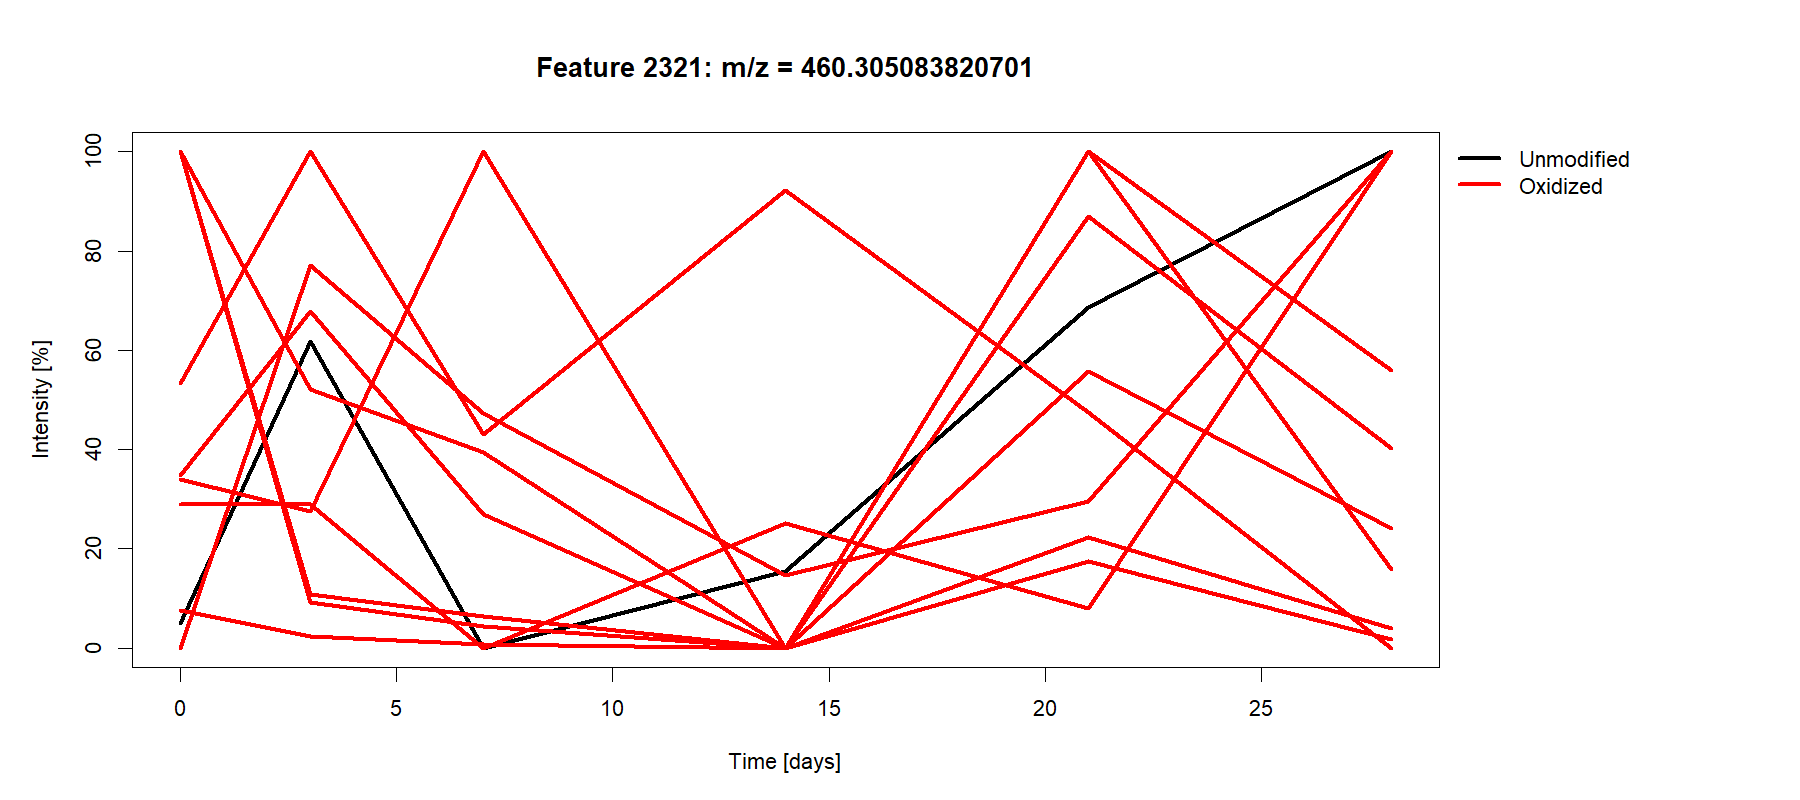 Feature 2321: m/z = 460.305083820701
Unmodified
Oxidized
100
80
60
40
20
0
Intensity [%]
0 5 10 15 20 25
Time [days]